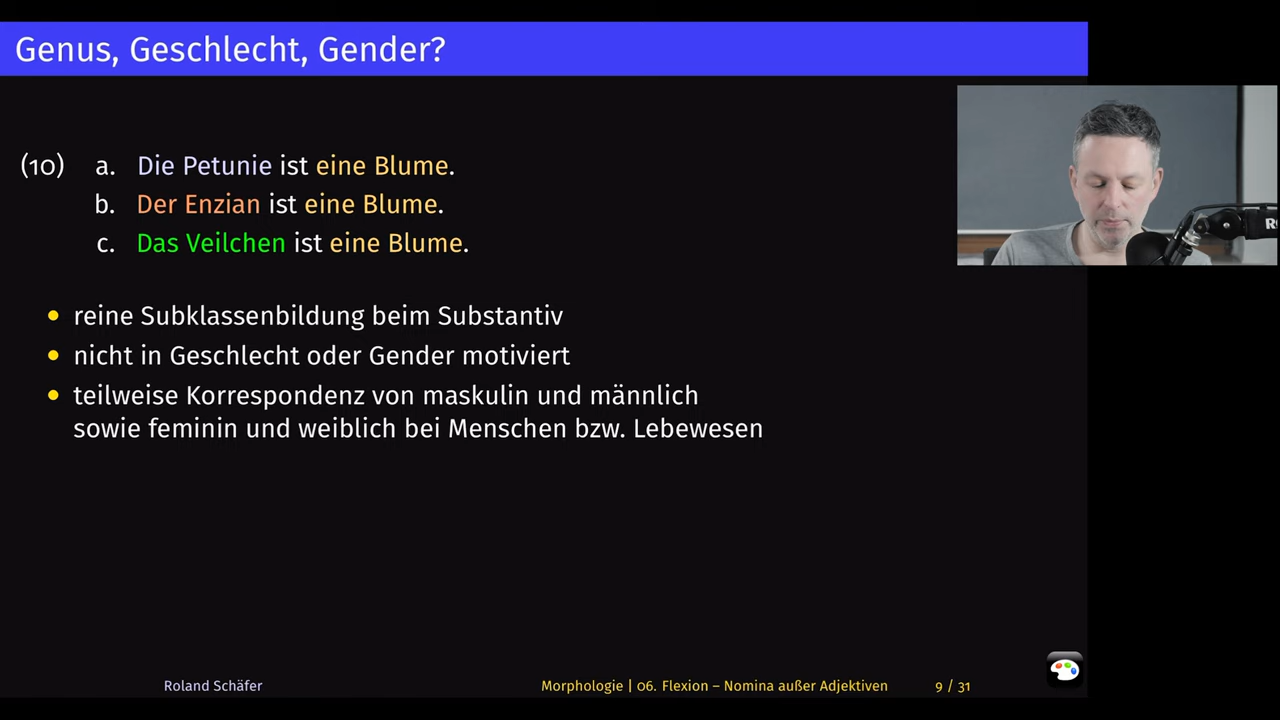 Genus, Geschlecht, Gender?
(10) a. Die Petunie ist eine Blume.
b. Der Enzian ist eine Blume.
c. Das Veilchen ist eine Blume.
• reine Subklassenbildung beim Substantiv
• nicht in Geschlecht oder Gender motiviert
• teilweise Korrespondenz von maskulin und männlich
sowie feminin und weiblich bei Menschen bzw. Lebewesen
Roland Schäfer
Morphologie | 06. Flexion – Nomina außer Adjektiven
9 / 31